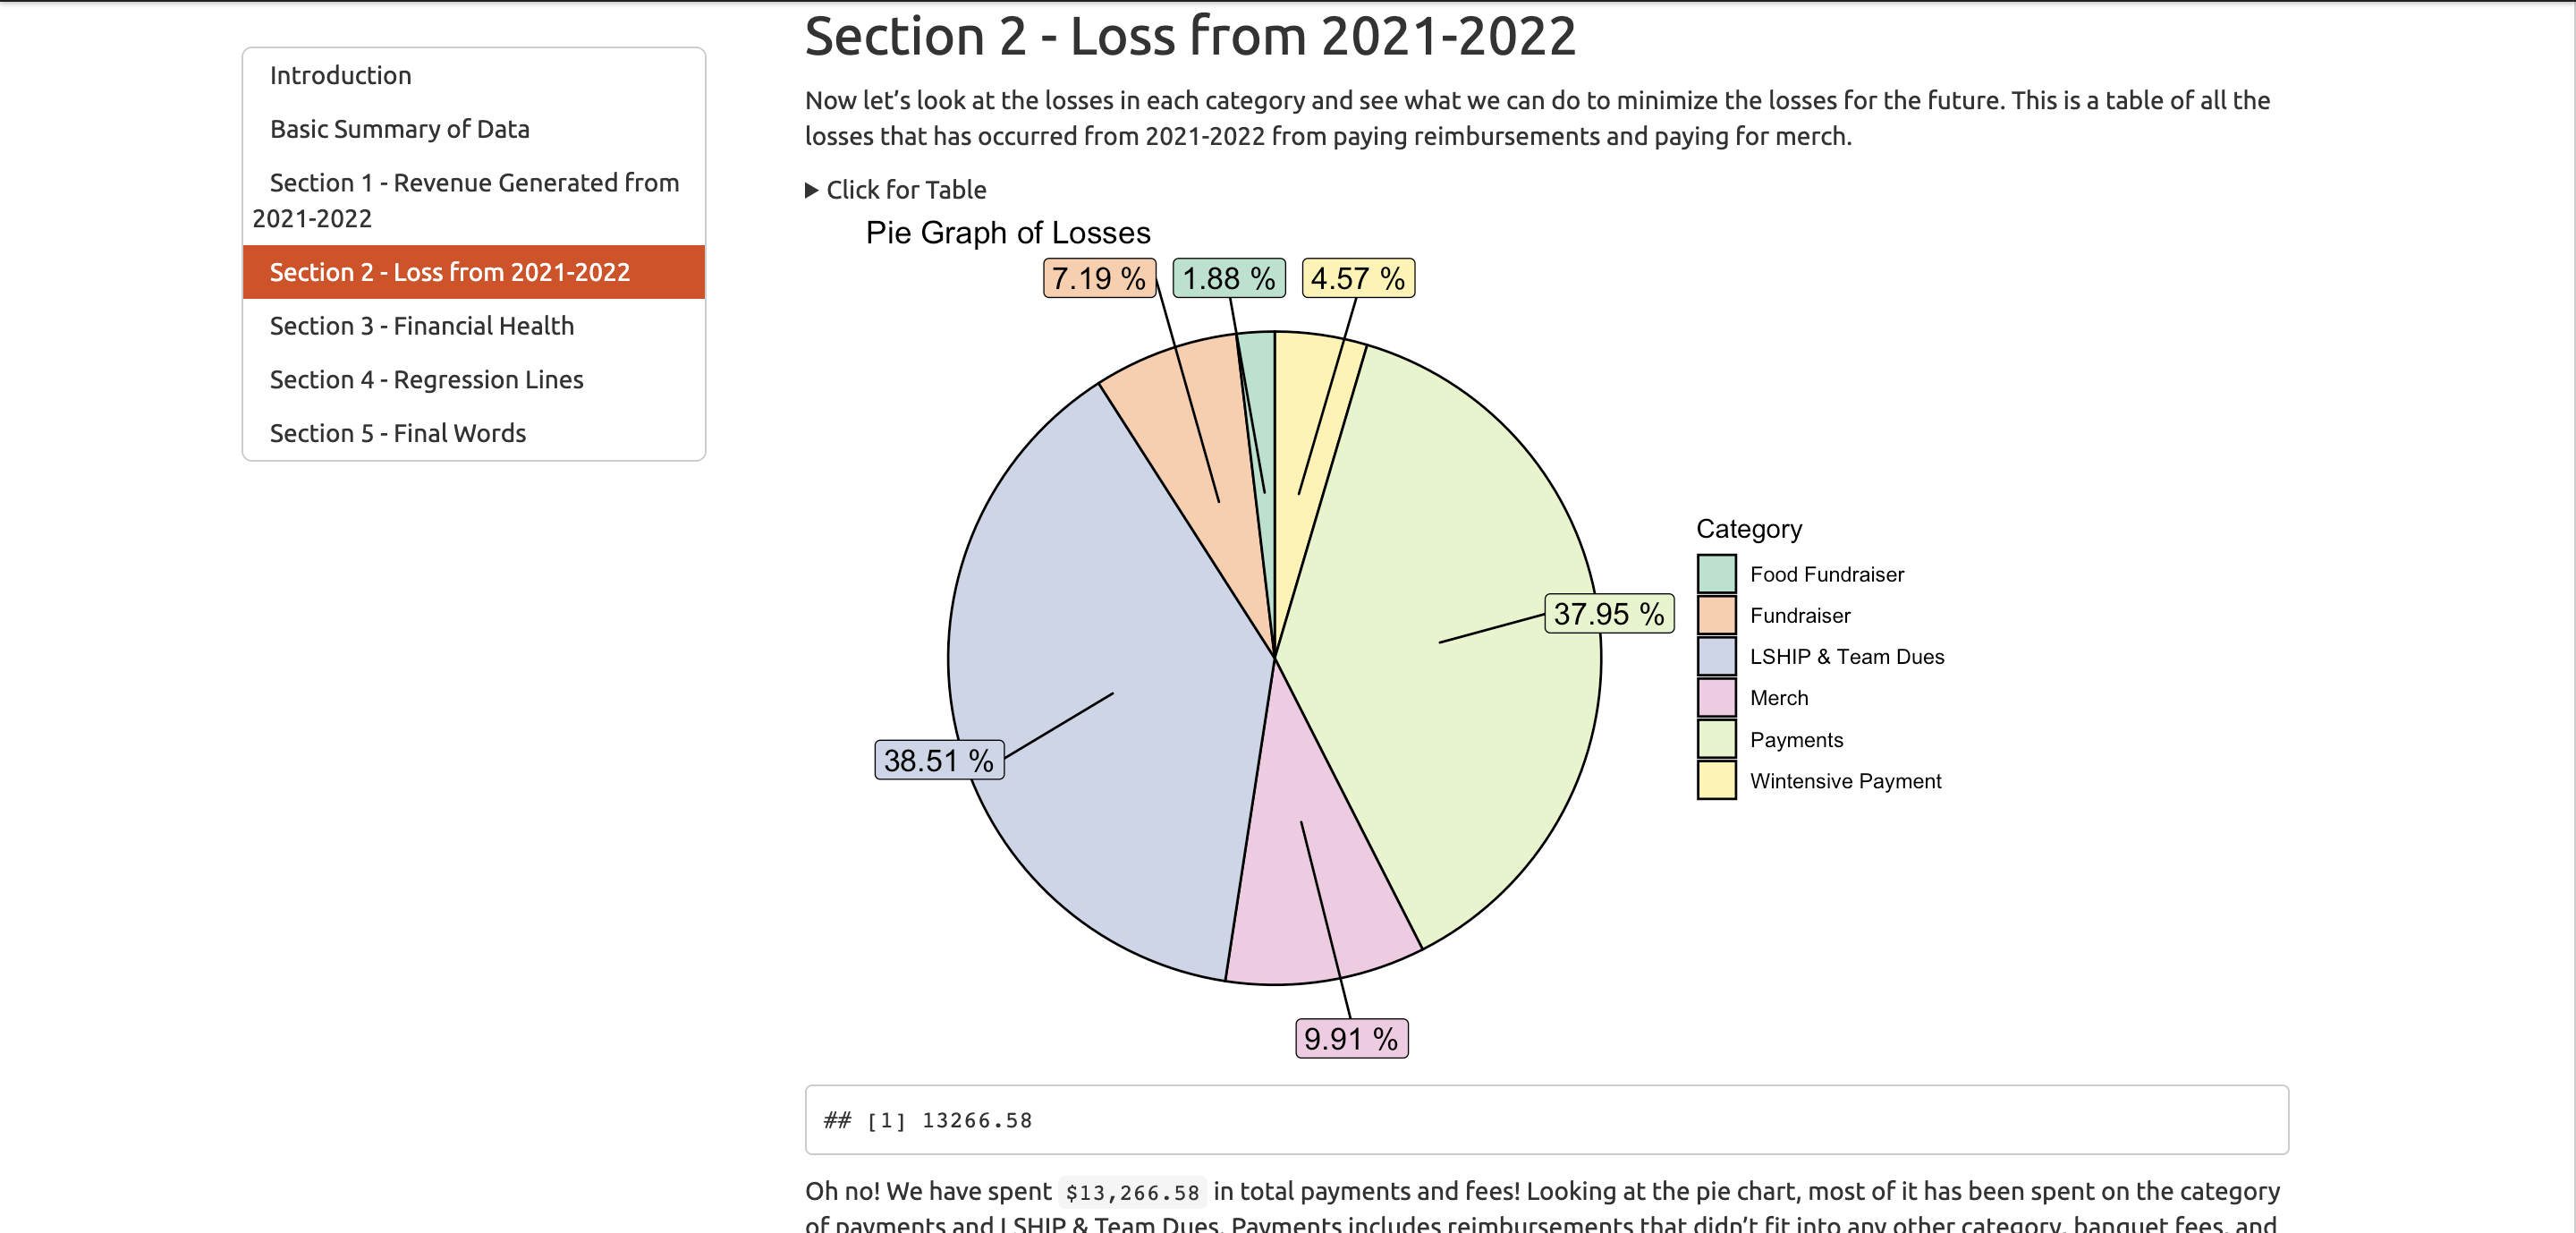 Section 2 - Loss from 2021-2022
Introduction
Basic Summary of Data
Section 1 - Revenue Generated from
2021-2022
Section 2 - Loss from 2021-2022
Section 3 - Financial Health
Section 4 - Regression Lines
Section 5 - Final Words
Now let’s look at the losses in each category and see what we can do to minimize the losses for the future. This is a table of all the
losses that has occurred from 2021-2022 from paying reimbursements and paying for merch.
▶ Click for Table
Pie Graph of Losses
7.19 %
1.88 %
4.57 %
37.95 %
38.51 %
9.91 %
Category
Food Fundraiser
Fundraiser
LSHIP & Team Dues
Merch
Payments
Wintensive Payment
## [1] 13266.58
Oh no! We have spent $13,266.58 in total payments and fees! Looking at the pie chart, most of it has been spent on the category
of payments and LSHIP & Team Dues. Payments includes reimbursements that didn’t fit into any other category, banquet fees, and